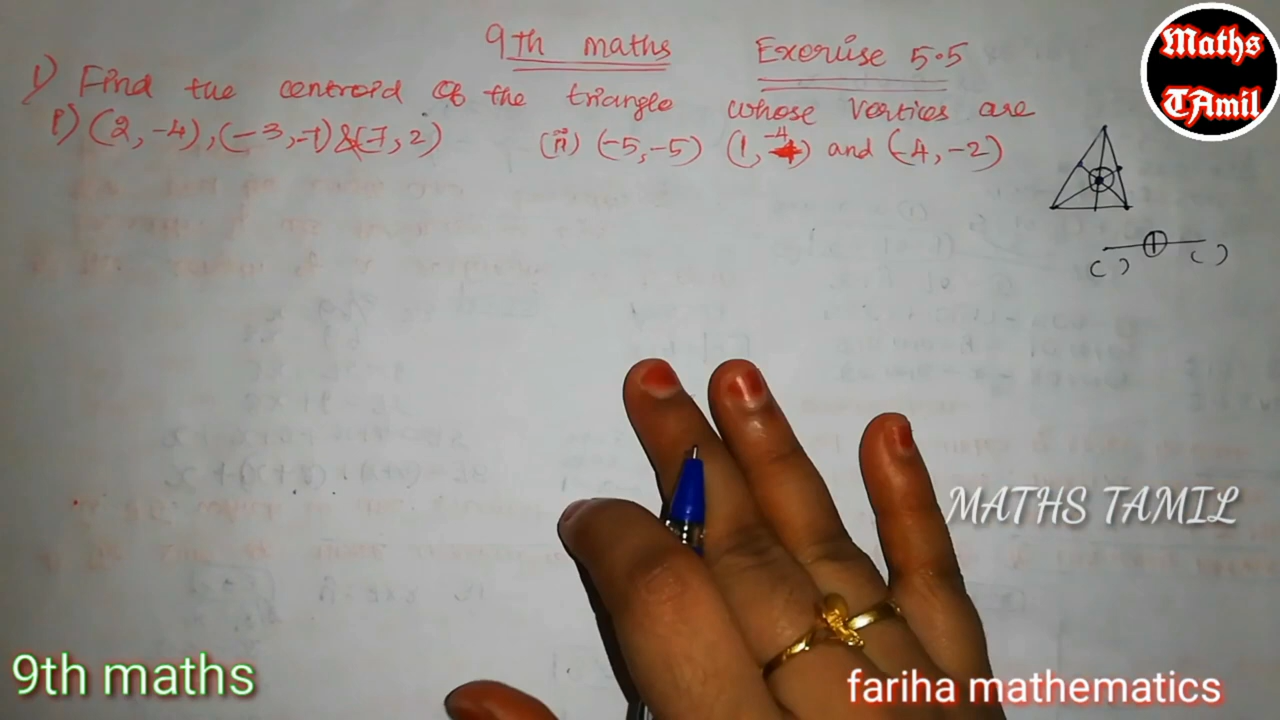 9th maths Exercise 5.5
1) Find the centroid of the triangle whose vertices are
i) (2, -4), (-3, -7) & (7, 2) (ii) (-5, -5) (1, -4) and (-4, -2)
( ) ( )
Maths
TAmil
MATHS TAMIL
9th maths
fariha mathematics